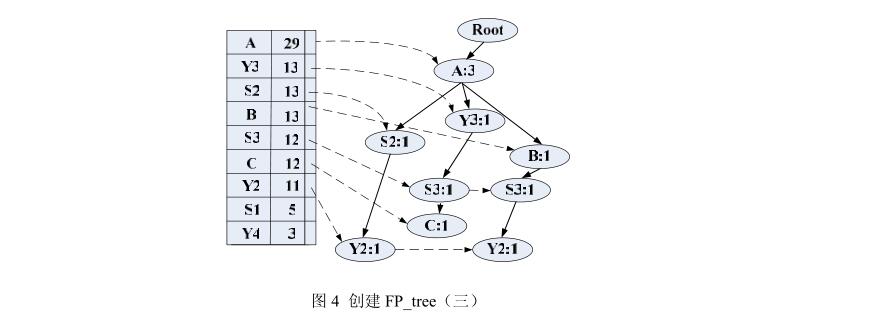 Root
A 29
A:3
Y3 13
S2 13
B 13
Y3:1
S3 12
S2:1
B:1
C 12
Y2 11
S3:1
S3:1
S1 5
C:1
Y4 3
Y2:1
Y2:1
图 4 创建 FP_tree（三）